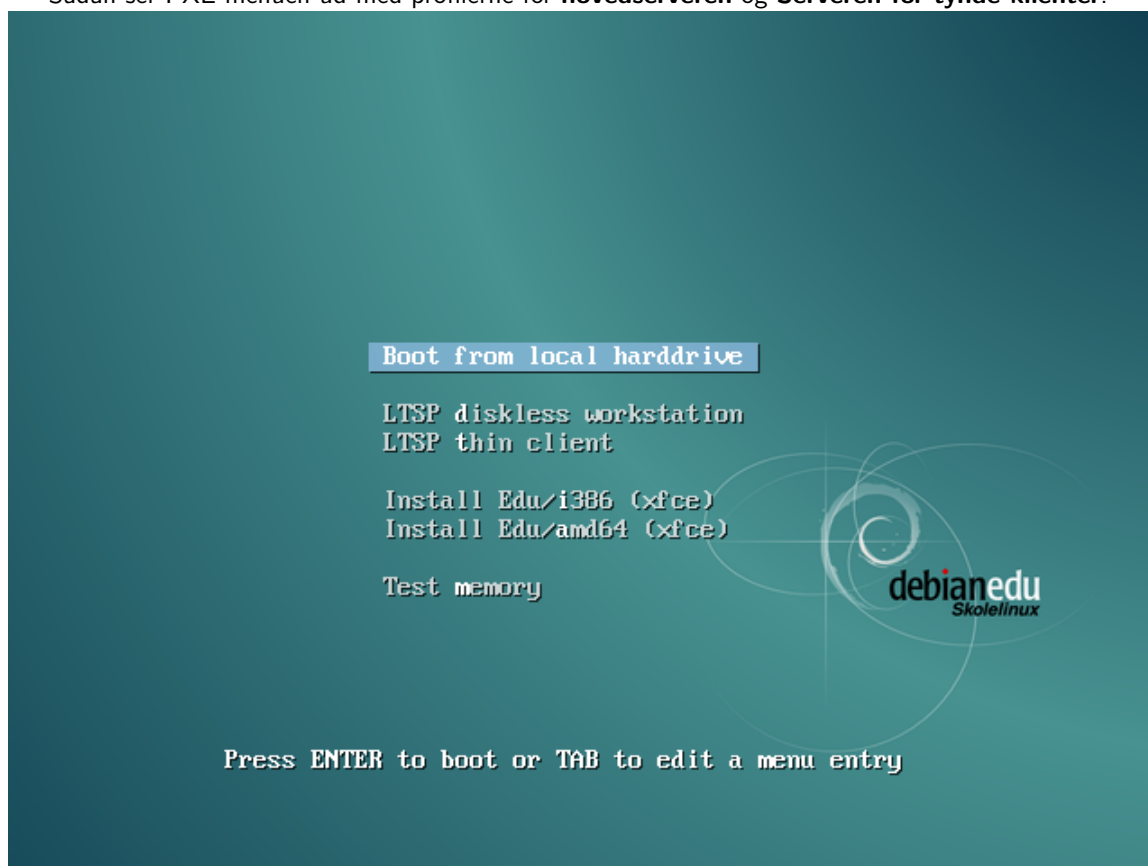 Sådan ser PXE-menuen ud med profilerne for hovedserveren og Serveren for tynde klienter:
Boot from local harddrive
LTSP diskless workstation
LTSP thin client
Install Edu/i386 (xfce)
Install Edu/amd64 (xfce)
Test memory
debianedu
Skolelinux
Press ENTER to boot or TAB to edit a menu entry